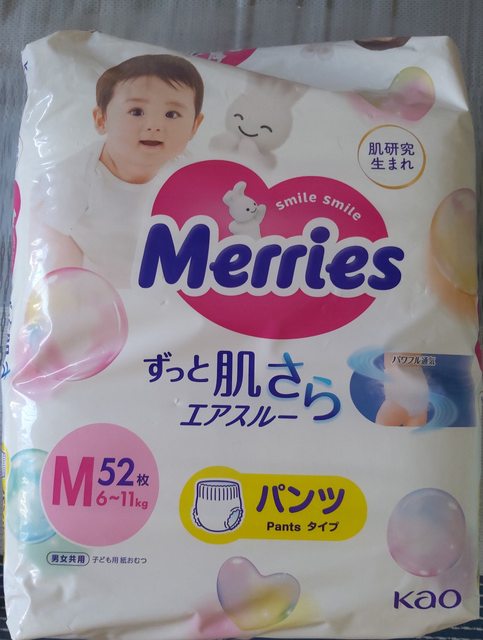 肌研究
生まれ
Smile Smile
Merries
ずっと肌さら
エアスルー
パワフル通気
M 52枚
6~11kg
パンツ
Pants タイプ
男女共用 子ども用 紙おむつ
Kao